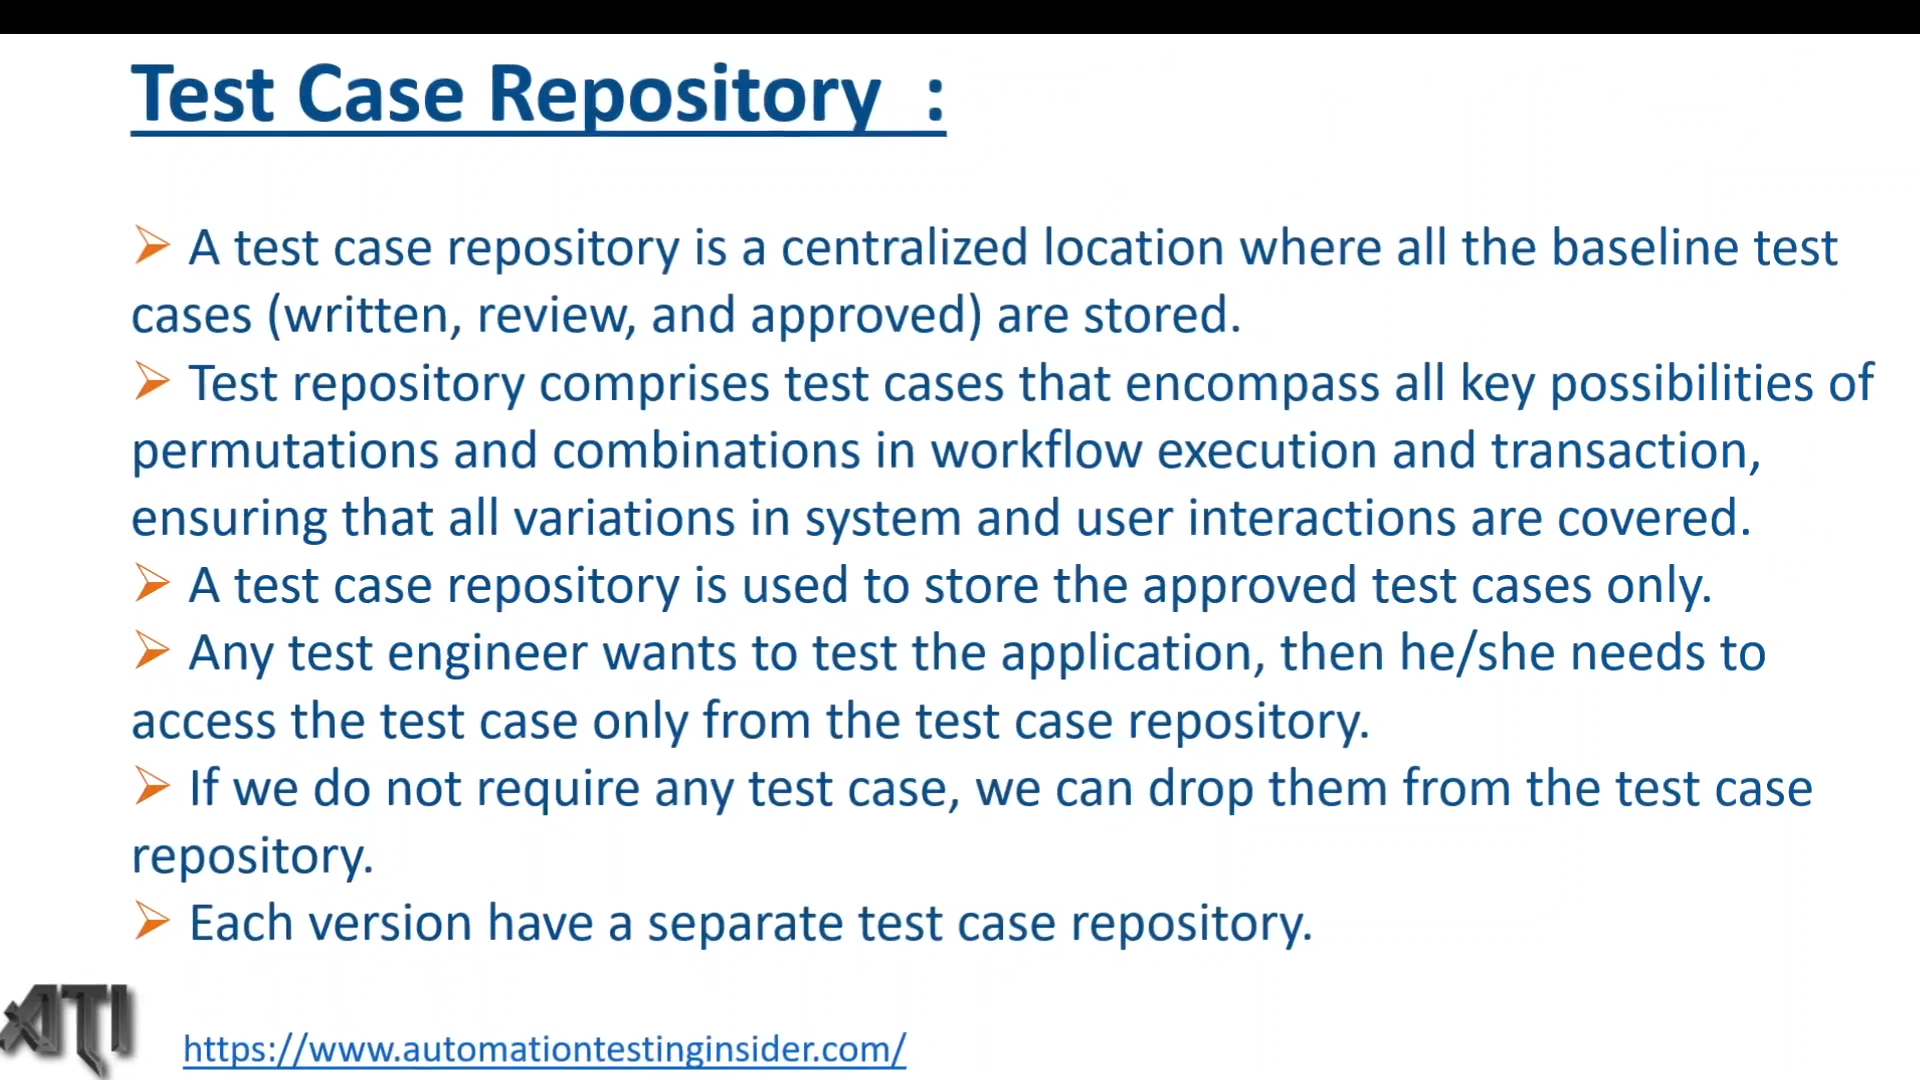 Test Case Repository  :
➢ A test case repository is a centralized location where all the baseline test
cases (written, review, and approved) are stored.
➢ Test repository comprises test cases that encompass all key possibilities of
permutations and combinations in workflow execution and transaction,
ensuring that all variations in system and user interactions are covered.
➢ A test case repository is used to store the approved test cases only.
➢ Any test engineer wants to test the application, then he/she needs to
access the test case only from the test case repository.
➢ If we do not require any test case, we can drop them from the test case
repository.
➢ Each version have a separate test case repository.
ATI
https://www.automationtestinginsider.com/